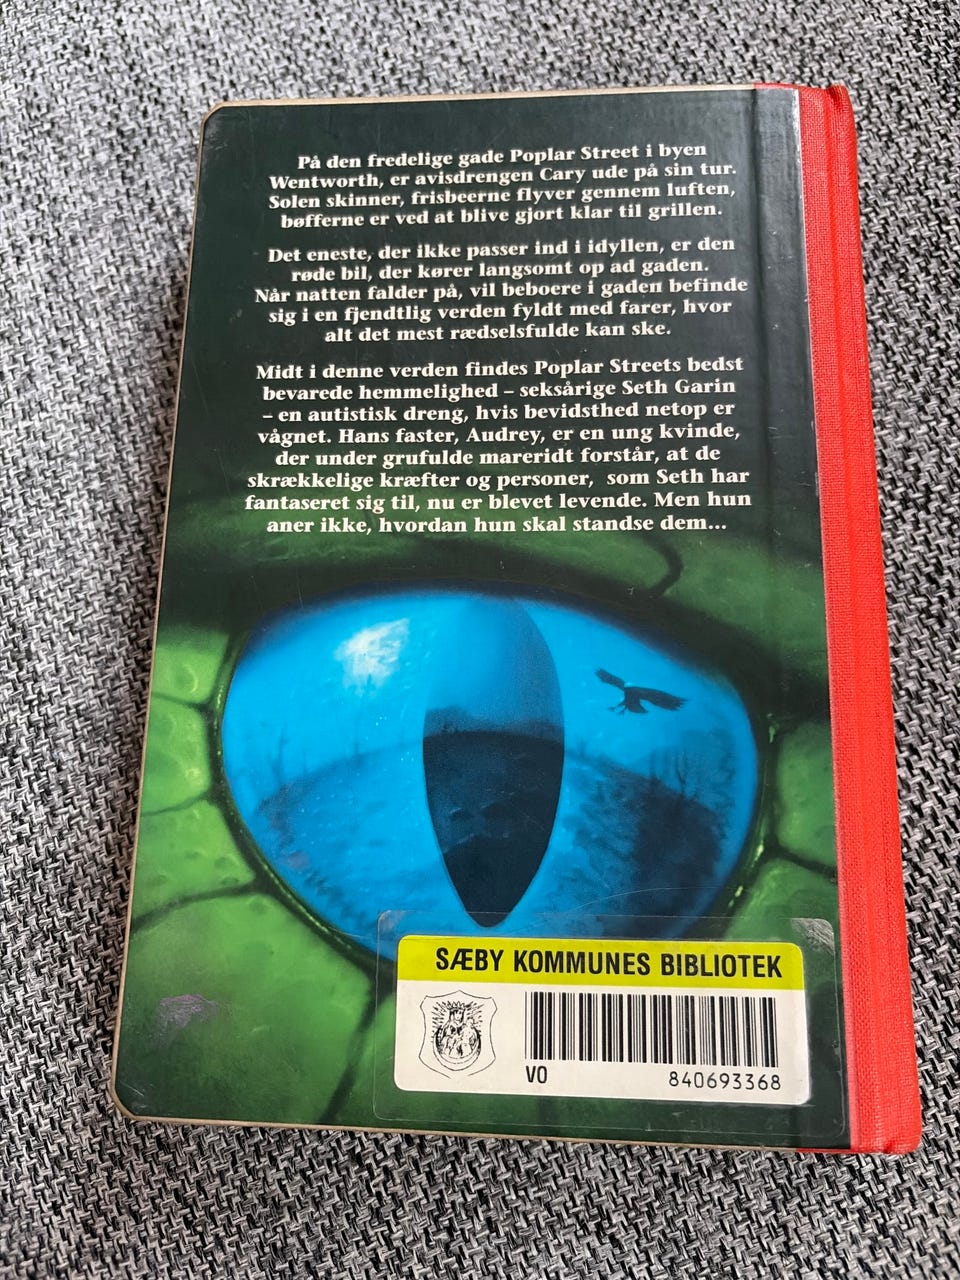 På den fredelige gade Poplar Street i byen
Wentworth, er avisdrengen Cary ude på sin tur.
Solen skinner, frisbeerne flyver gennem luften,
bøfferne er ved at blive gjort klar til grillen.
Det eneste, der ikke passer ind i idyllen, er den
røde bil, der kører langsomt op ad gaden.
Når natten falder på, vil beboere i gaden befinde
sig i en fjendtlig verden fyldt med farer, hvor
alt det mest rædselsfulde kan ske.
Midt i denne verden findes Poplar Streets bedst
bevarede hemmelighed – seksårige Seth Garin
– en autistisk dreng, hvis bevidsthed netop er
vågnet. Hans faster, Audrey, er en ung kvinde,
der under grufulde mareridt forstår, at de
skrækkelige kræfter og personer, som Seth har
fantaseret sig til, nu er blevet levende. Men hun
aner ikke, hvordan hun skal standse dem...
SÆBY KOMMUNES BIBLIOTEK
VO 840693368